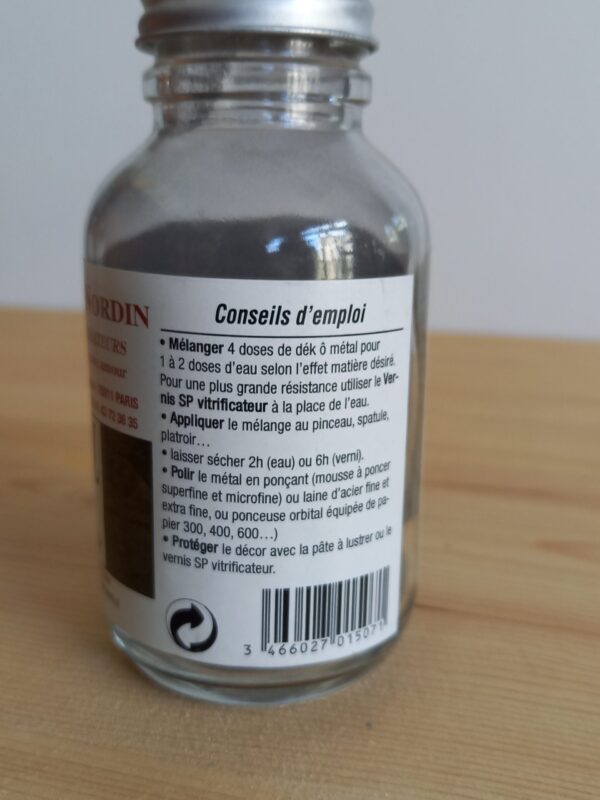 SORDIN
PARIS
Conseils d'emploi
• Mélanger 4 doses de dék ô métal pour
1 à 2 doses d'eau selon l'effet matière désiré.
Pour une plus grande résistance utiliser le Ver-
nis SP vitrificateur à la place de l'eau.
• Appliquer le mélange au pinceau, spatule,
platroir...
• laisser sécher 2h (eau) ou 6h (verni).
• Polir le métal en ponçant (mousse à poncer
superfine et microfine) ou laine d'acier fine et
extra fine, ou ponceuse orbital équipée de pa-
pier 300, 400, 600...)
• Protéger le décor avec la pâte à lustrer ou le
vernis SP vitrificateur.
3 466027 015071